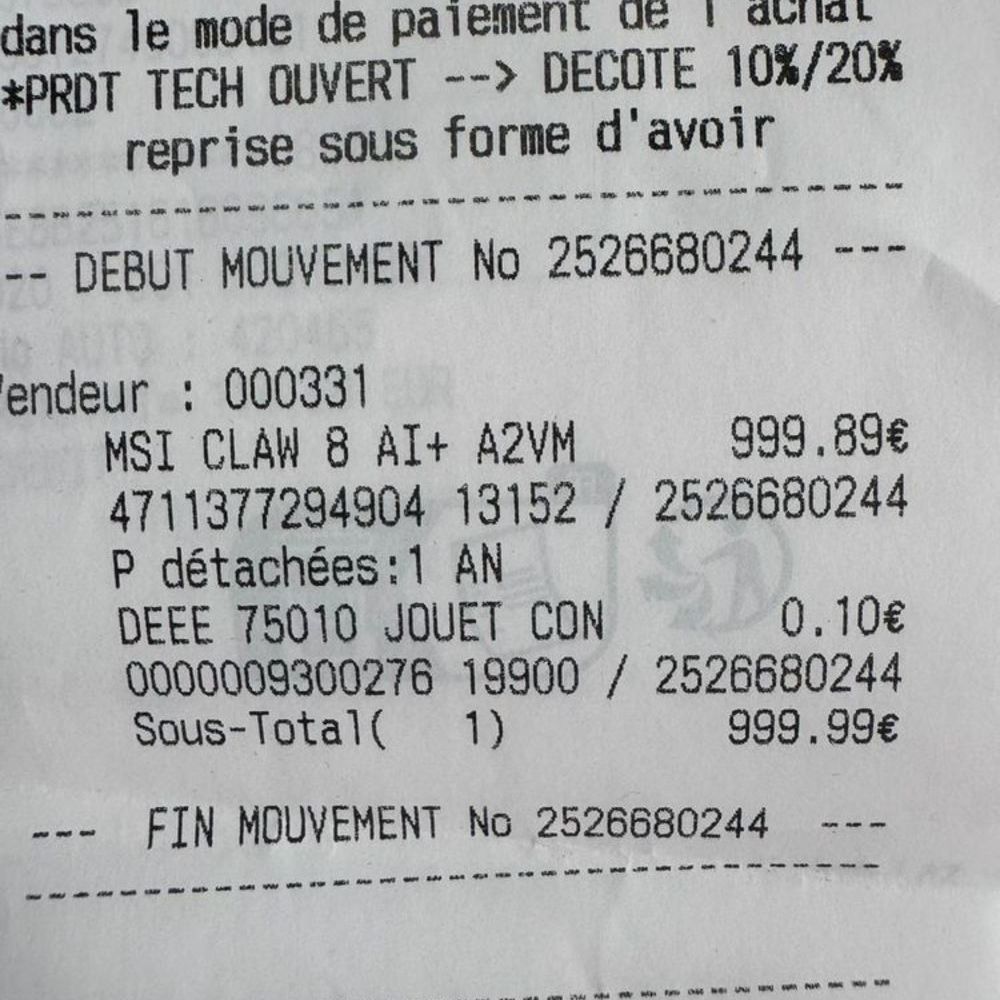 dans le mode de paiement de l'achat
*PRDT TECH OUVERT --> DECOTE 10%/20%
reprise sous forme d'avoir
-- DEBUT MOUVEMENT No 2526680244 ---
Vendeur : 000331
MSI CLAW 8 AI+ A2VM 999.89€
4711377294904 13152 / 2526680244
P détachées:1 AN
DEEE 75010 JOUET CON 0.10€
0000009300276 19900 / 2526680244
Sous-Total( 1) 999.99€
--- FIN MOUVEMENT No 2526680244 ---